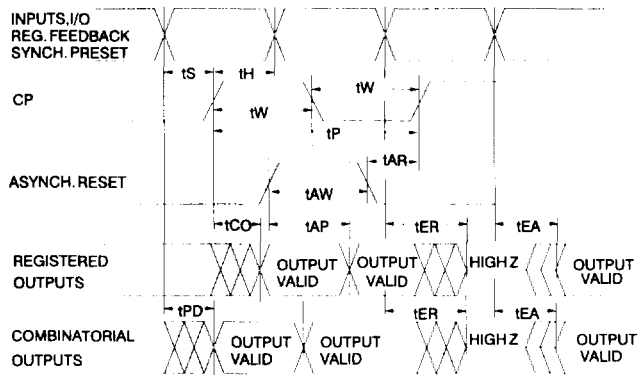 INPUTS,I/O
REG. FEEDBACK
SYNCH. PRESET
tS tH
CP
tW
tW
tP
tAR
ASYNCH. RESET
tAW
tCO tAP tER tEA
REGISTERED OUTPUTS
OUTPUT VALID
OUTPUT VALID
HIGH Z
OUTPUT VALID
tPD tER tEA
COMBINATORIAL OUTPUTS
OUTPUT VALID
OUTPUT VALID
HIGH Z
OUTPUT VALID